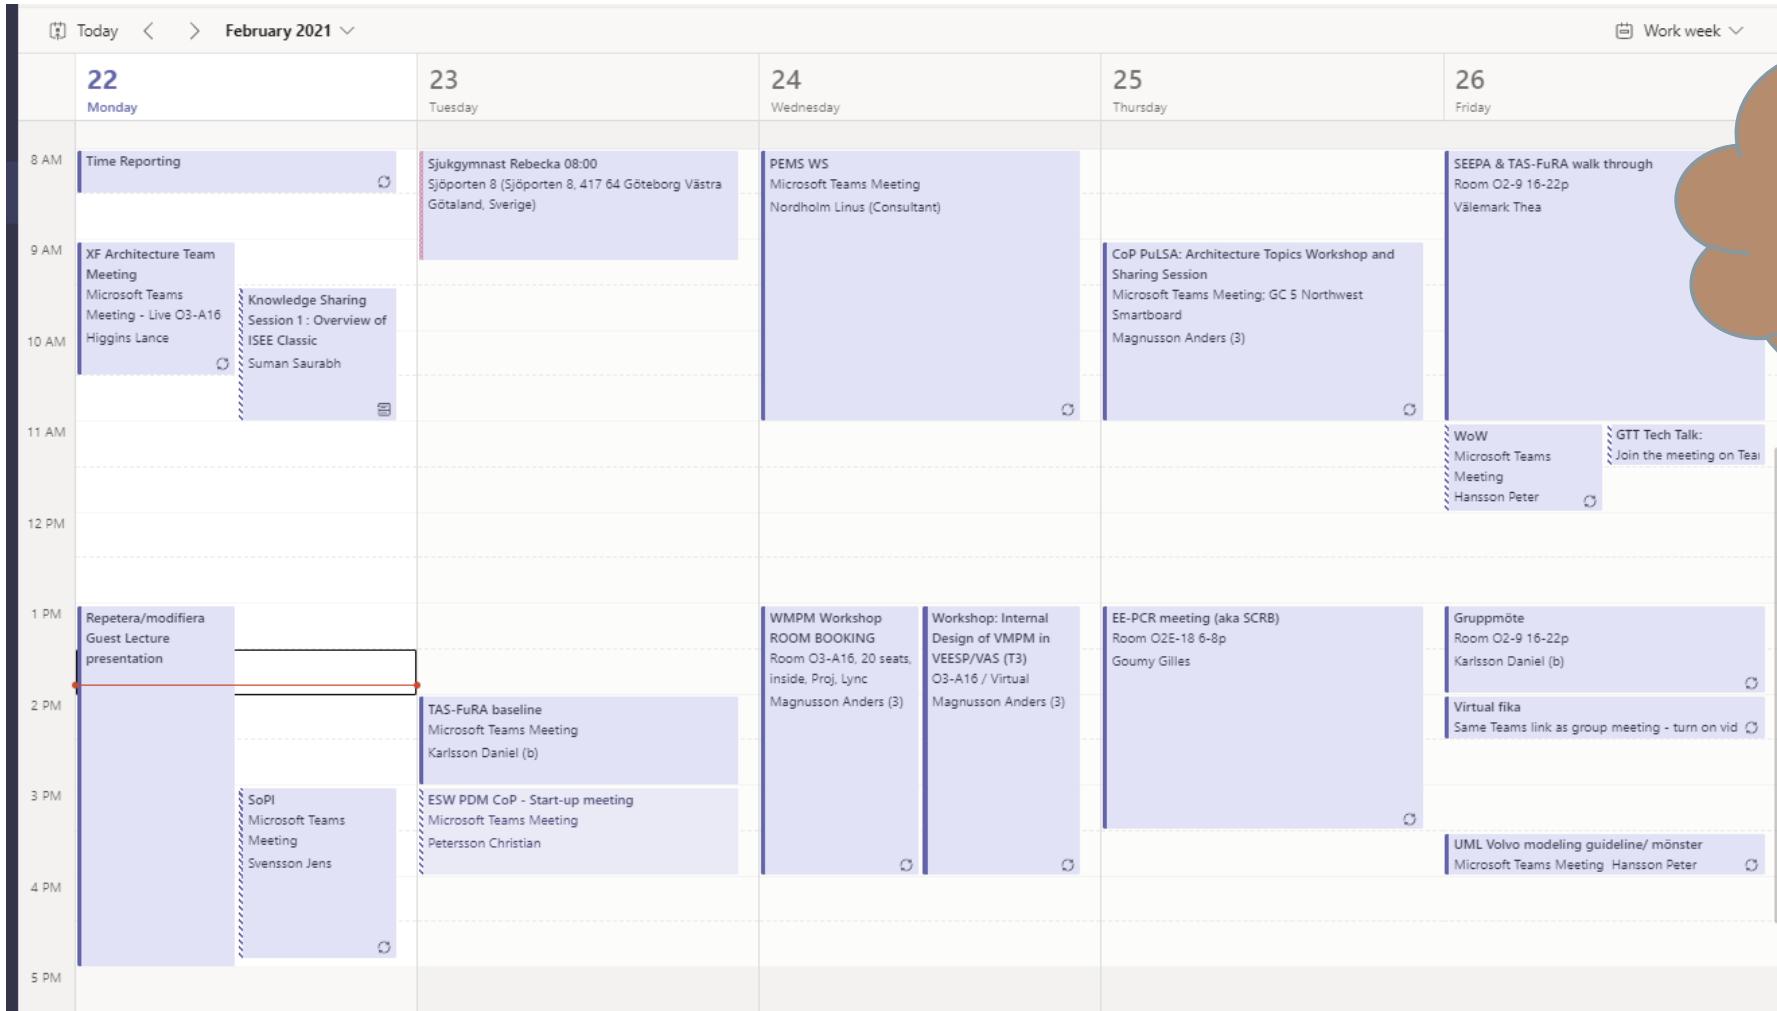 Today
February 2021
Work week
22
Monday
23
Tuesday
24
Wednesday
25
Thursday
26
Friday
8 AM
9 AM
10 AM
11 AM
12 PM
1 PM
2 PM
3 PM
4 PM
5 PM
Time Reporting
XF Architecture Team
Meeting
Microsoft Teams
Meeting - Live O3-A16
Higgins Lance
Knowledge Sharing
Session 1 : Overview of
ISEE Classic
Suman Saurabh
Repetera/modifiera
Guest Lecture
presentation
SoPI
Microsoft Teams
Meeting
Svensson Jens
Sjukgymnast Rebecka 08:00
Sjöporten 8 (Sjöporten 8, 417 64 Göteborg Västra
Götaland, Sverige)
TAS-FuRA baseline
Microsoft Teams Meeting
Karlsson Daniel (b)
ESW PDM CoP - Start-up meeting
Microsoft Teams Meeting
Petersson Christian
PEMS WS
Microsoft Teams Meeting
Nordholm Linus (Consultant)
WMPM Workshop
ROOM BOOKING
Room O3-A16, 20 seats,
inside, Proj, Lync
Magnusson Anders (3)
Workshop: Internal
Design of VMPM in
VEESP/VAS (T3)
O3-A16 / Virtual
Magnusson Anders (3)
CoP PuLSA: Architecture Topics Workshop and
Sharing Session
Microsoft Teams Meeting; GC 5 Northwest
Smartboard
Magnusson Anders (3)
EE-PCR meeting (aka SCRB)
Room O2E-18 6-8p
Goumy Gilles
SEEPA & TAS-FuRA walk through
Room O2-9 16-22p
Välemark Thea
WoW
Microsoft Teams
Meeting
Hansson Peter
GTT Tech Talk:
Join the meeting on Tea
Gruppmöte
Room O2-9 16-22p
Karlsson Daniel (b)
Virtual fika
Same Teams link as group meeting - turn on vid
UML Volvo modeling guideline/ mönster
Microsoft Teams Meeting Hansson Peter